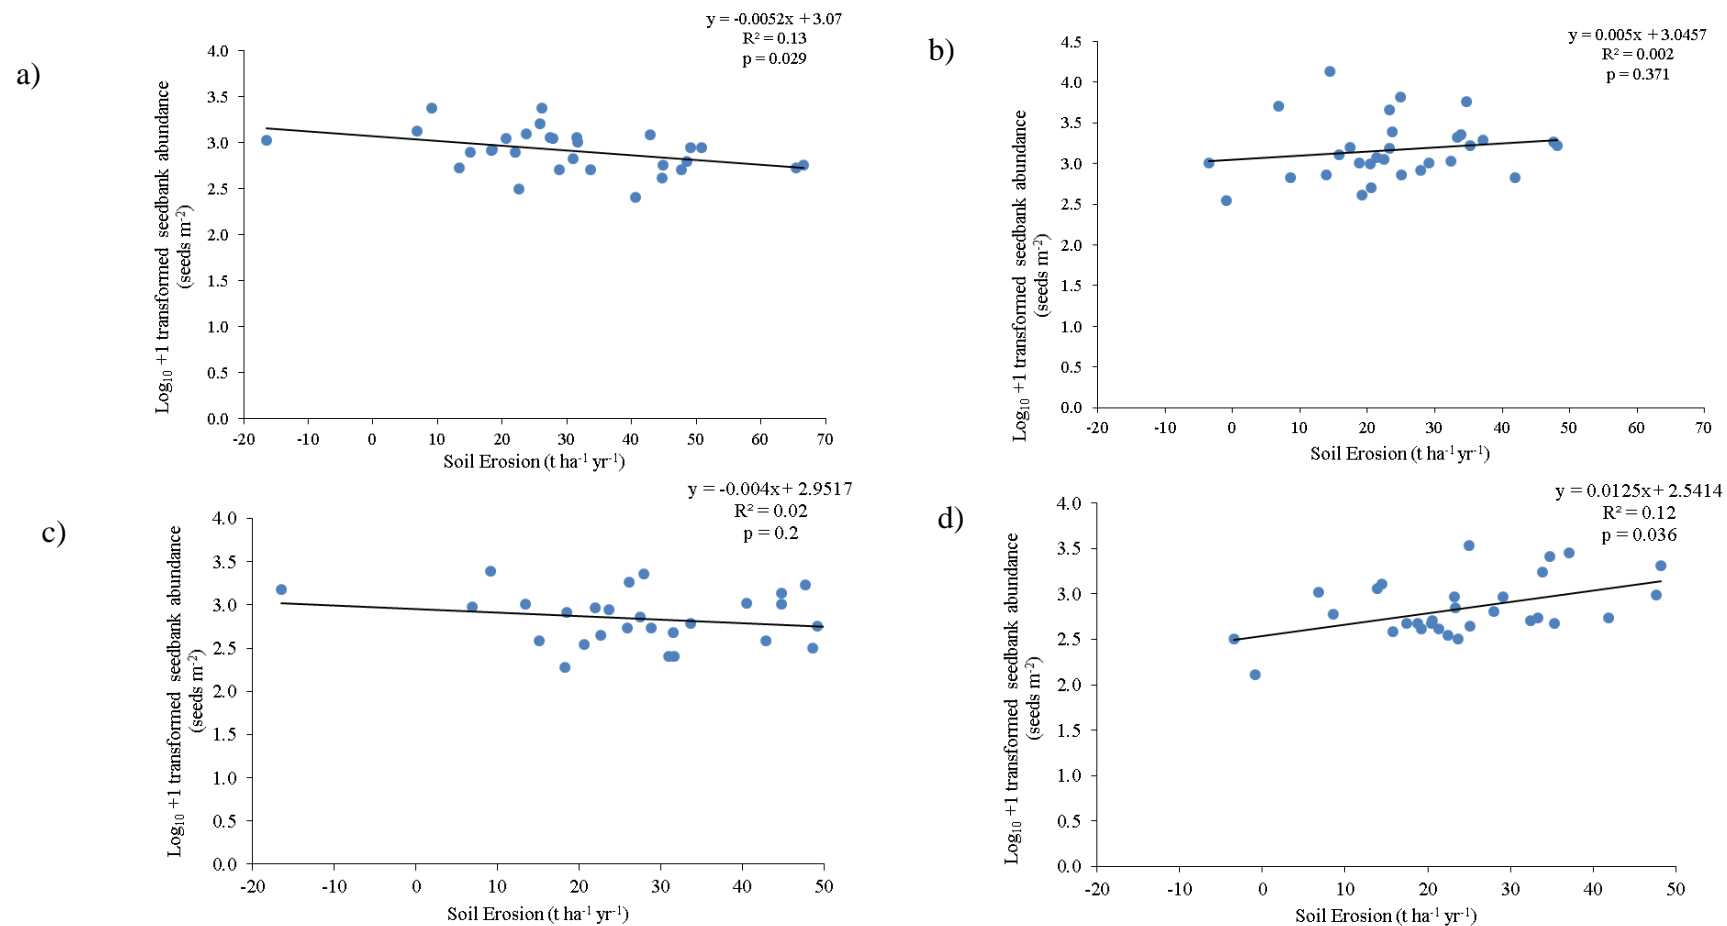 a)
y = -0.0052x + 3.07
R² = 0.13
p = 0.029
Log₁₀ +1 transformed seedbank abundance
(seeds m⁻²)
4.0
3.5
3.0
2.5
2.0
1.5
1.0
0.5
0.0
-20 -10 0 10 20 30 40 50 60 70
Soil Erosion (t ha⁻¹ yr⁻¹)
b)
y = 0.005x + 3.0457
R² = 0.002
p = 0.371
Log₁₀ +1 transformed seedbank abundance
(seeds m⁻²)
4.5
4.0
3.5
3.0
2.5
2.0
1.5
1.0
0.5
0.0
-20 -10 0 10 20 30 40 50 60 70
Soil Erosion (t ha⁻¹ yr⁻¹)
c)
y = -0.004x + 2.9517
R² = 0.02
p = 0.2
Log₁₀ +1 transformed seedbank abundance
(seeds m⁻²)
4.0
3.5
3.0
2.5
2.0
1.5
1.0
0.5
0.0
-20 -10 0 10 20 30 40 50
Soil Erosion (t ha⁻¹ yr⁻¹)
d)
y = 0.0125x + 2.5414
R² = 0.12
p = 0.036
Log₁₀ +1 transformed seedbank abundance
(seeds m⁻²)
4.0
3.5
3.0
2.5
2.0
1.5
1.0
0.5
0.0
-20 -10 0 10 20 30 40 50
Soil Erosion (t ha⁻¹ yr⁻¹)